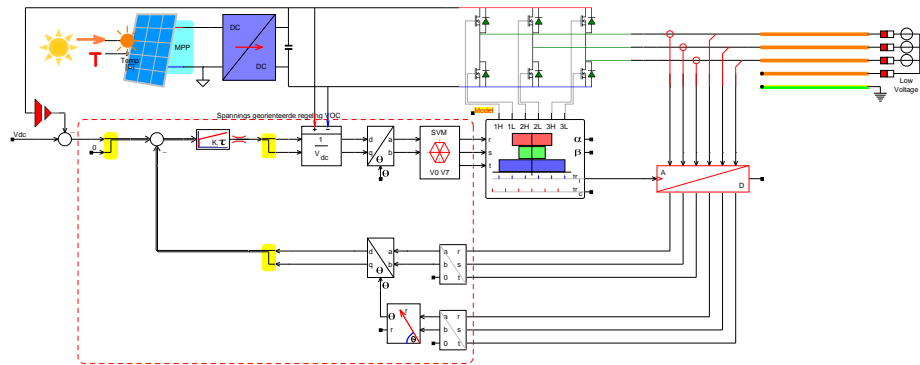 DC
MPP
DC
T
Temp
[C]
Low
Voltage
Model
Spannings georienteerde regeling VOC
1H 1L 2H 2L 3H 3L
Vdc
0
K, τ
1
V dc
d a
q b
Θ
Θ
SVM
V0 V7
r
s
t
α
β
tr i
tr c
A
D
d a
q b
Θ
Θ
a r
b s
0 t
Θ r
r
Θ
a r
b s
0 t